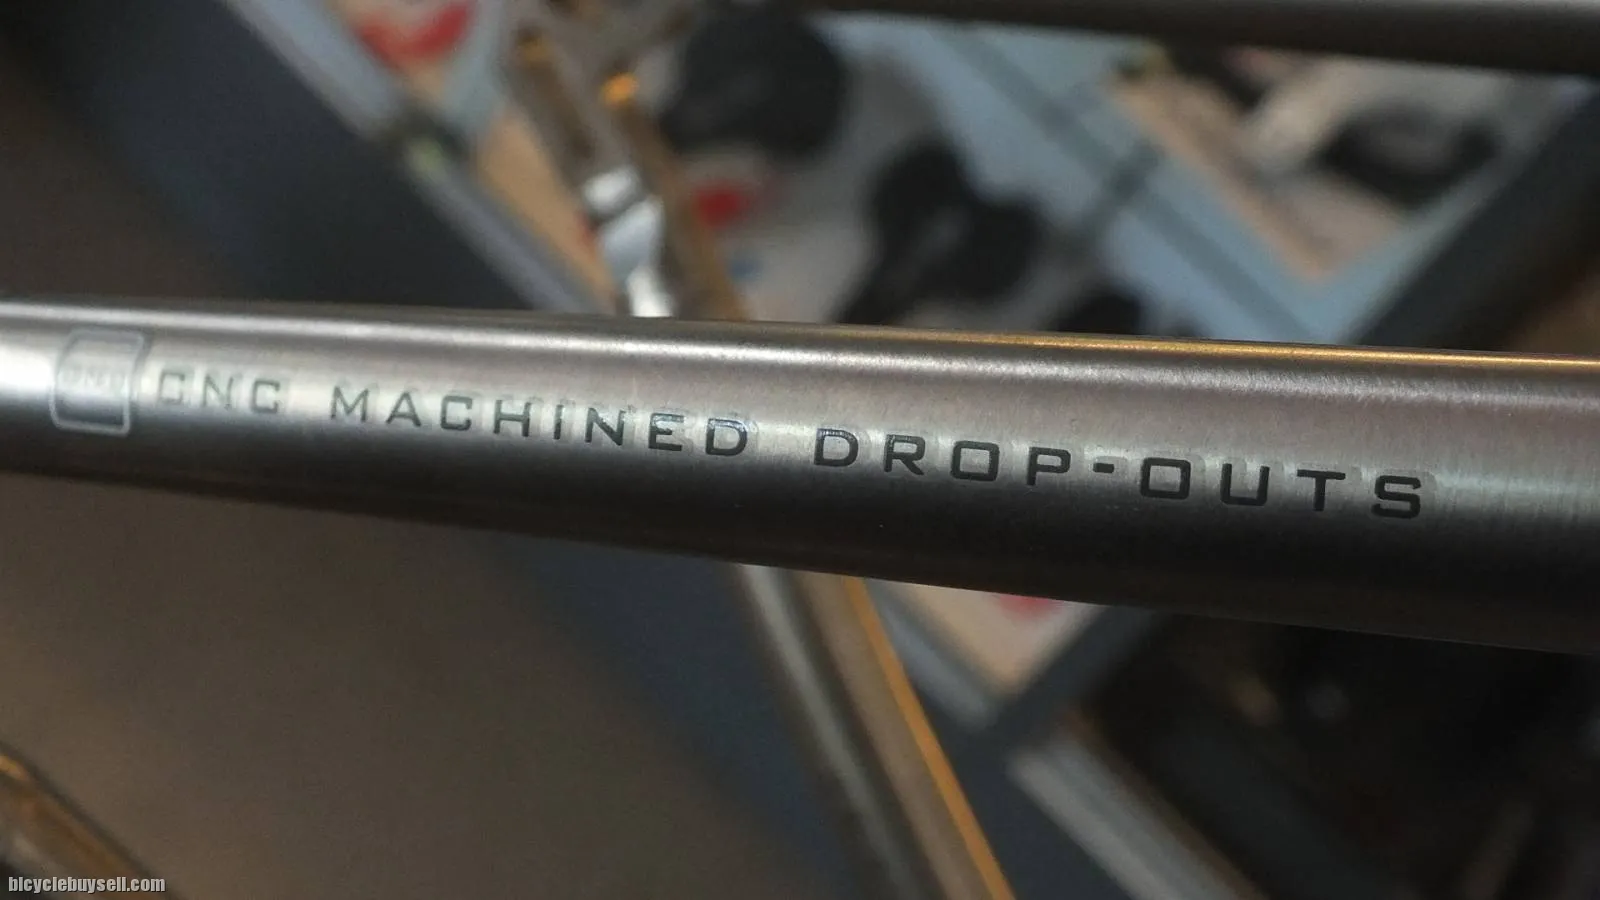 CNC MACHINED DROP-OUTS
bicyclebuysell.com